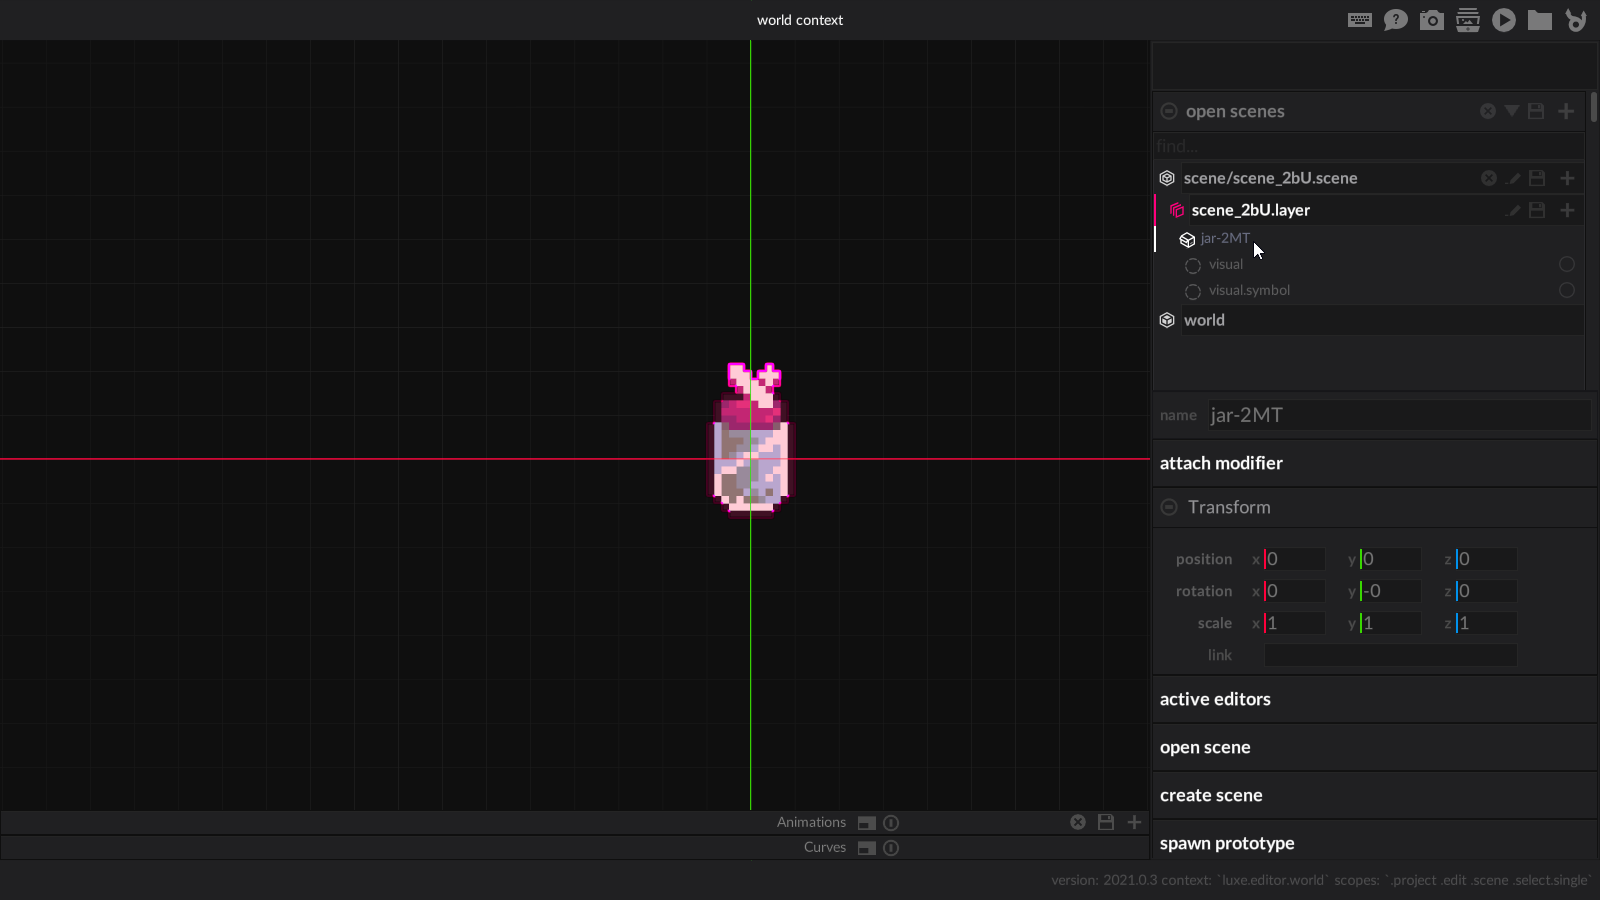 world context
open scenes
find...
scene/scene_2bU.scene
scene_2bU.layer
jar-2MT
visual
visual.symbol
world
name jar-2MT
attach modifier
Transform
position x 0 y 0 z 0
rotation x 0 y -0 z 0
scale x 1 y 1 z 1
link
active editors
open scene
create scene
spawn prototype
Animations
Curves
version: 2021.0.3 context: `luxe.editor.world` scopes: `.project .edit .scene .select.single`